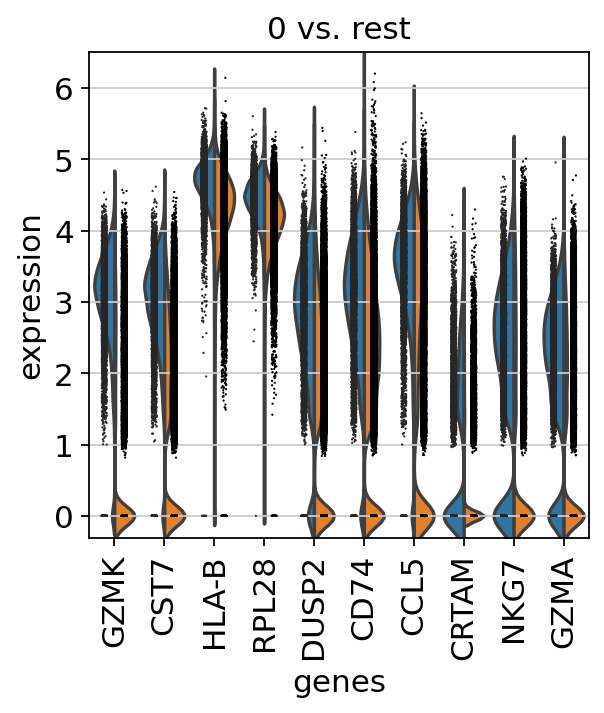 0 vs. rest
6
5
4
3
2
1
0
expression
GZMK
CST7
HLA-B
RPL28
DUSP2
CD74
CCL5
CRTAM
NKG7
GZMA
genes